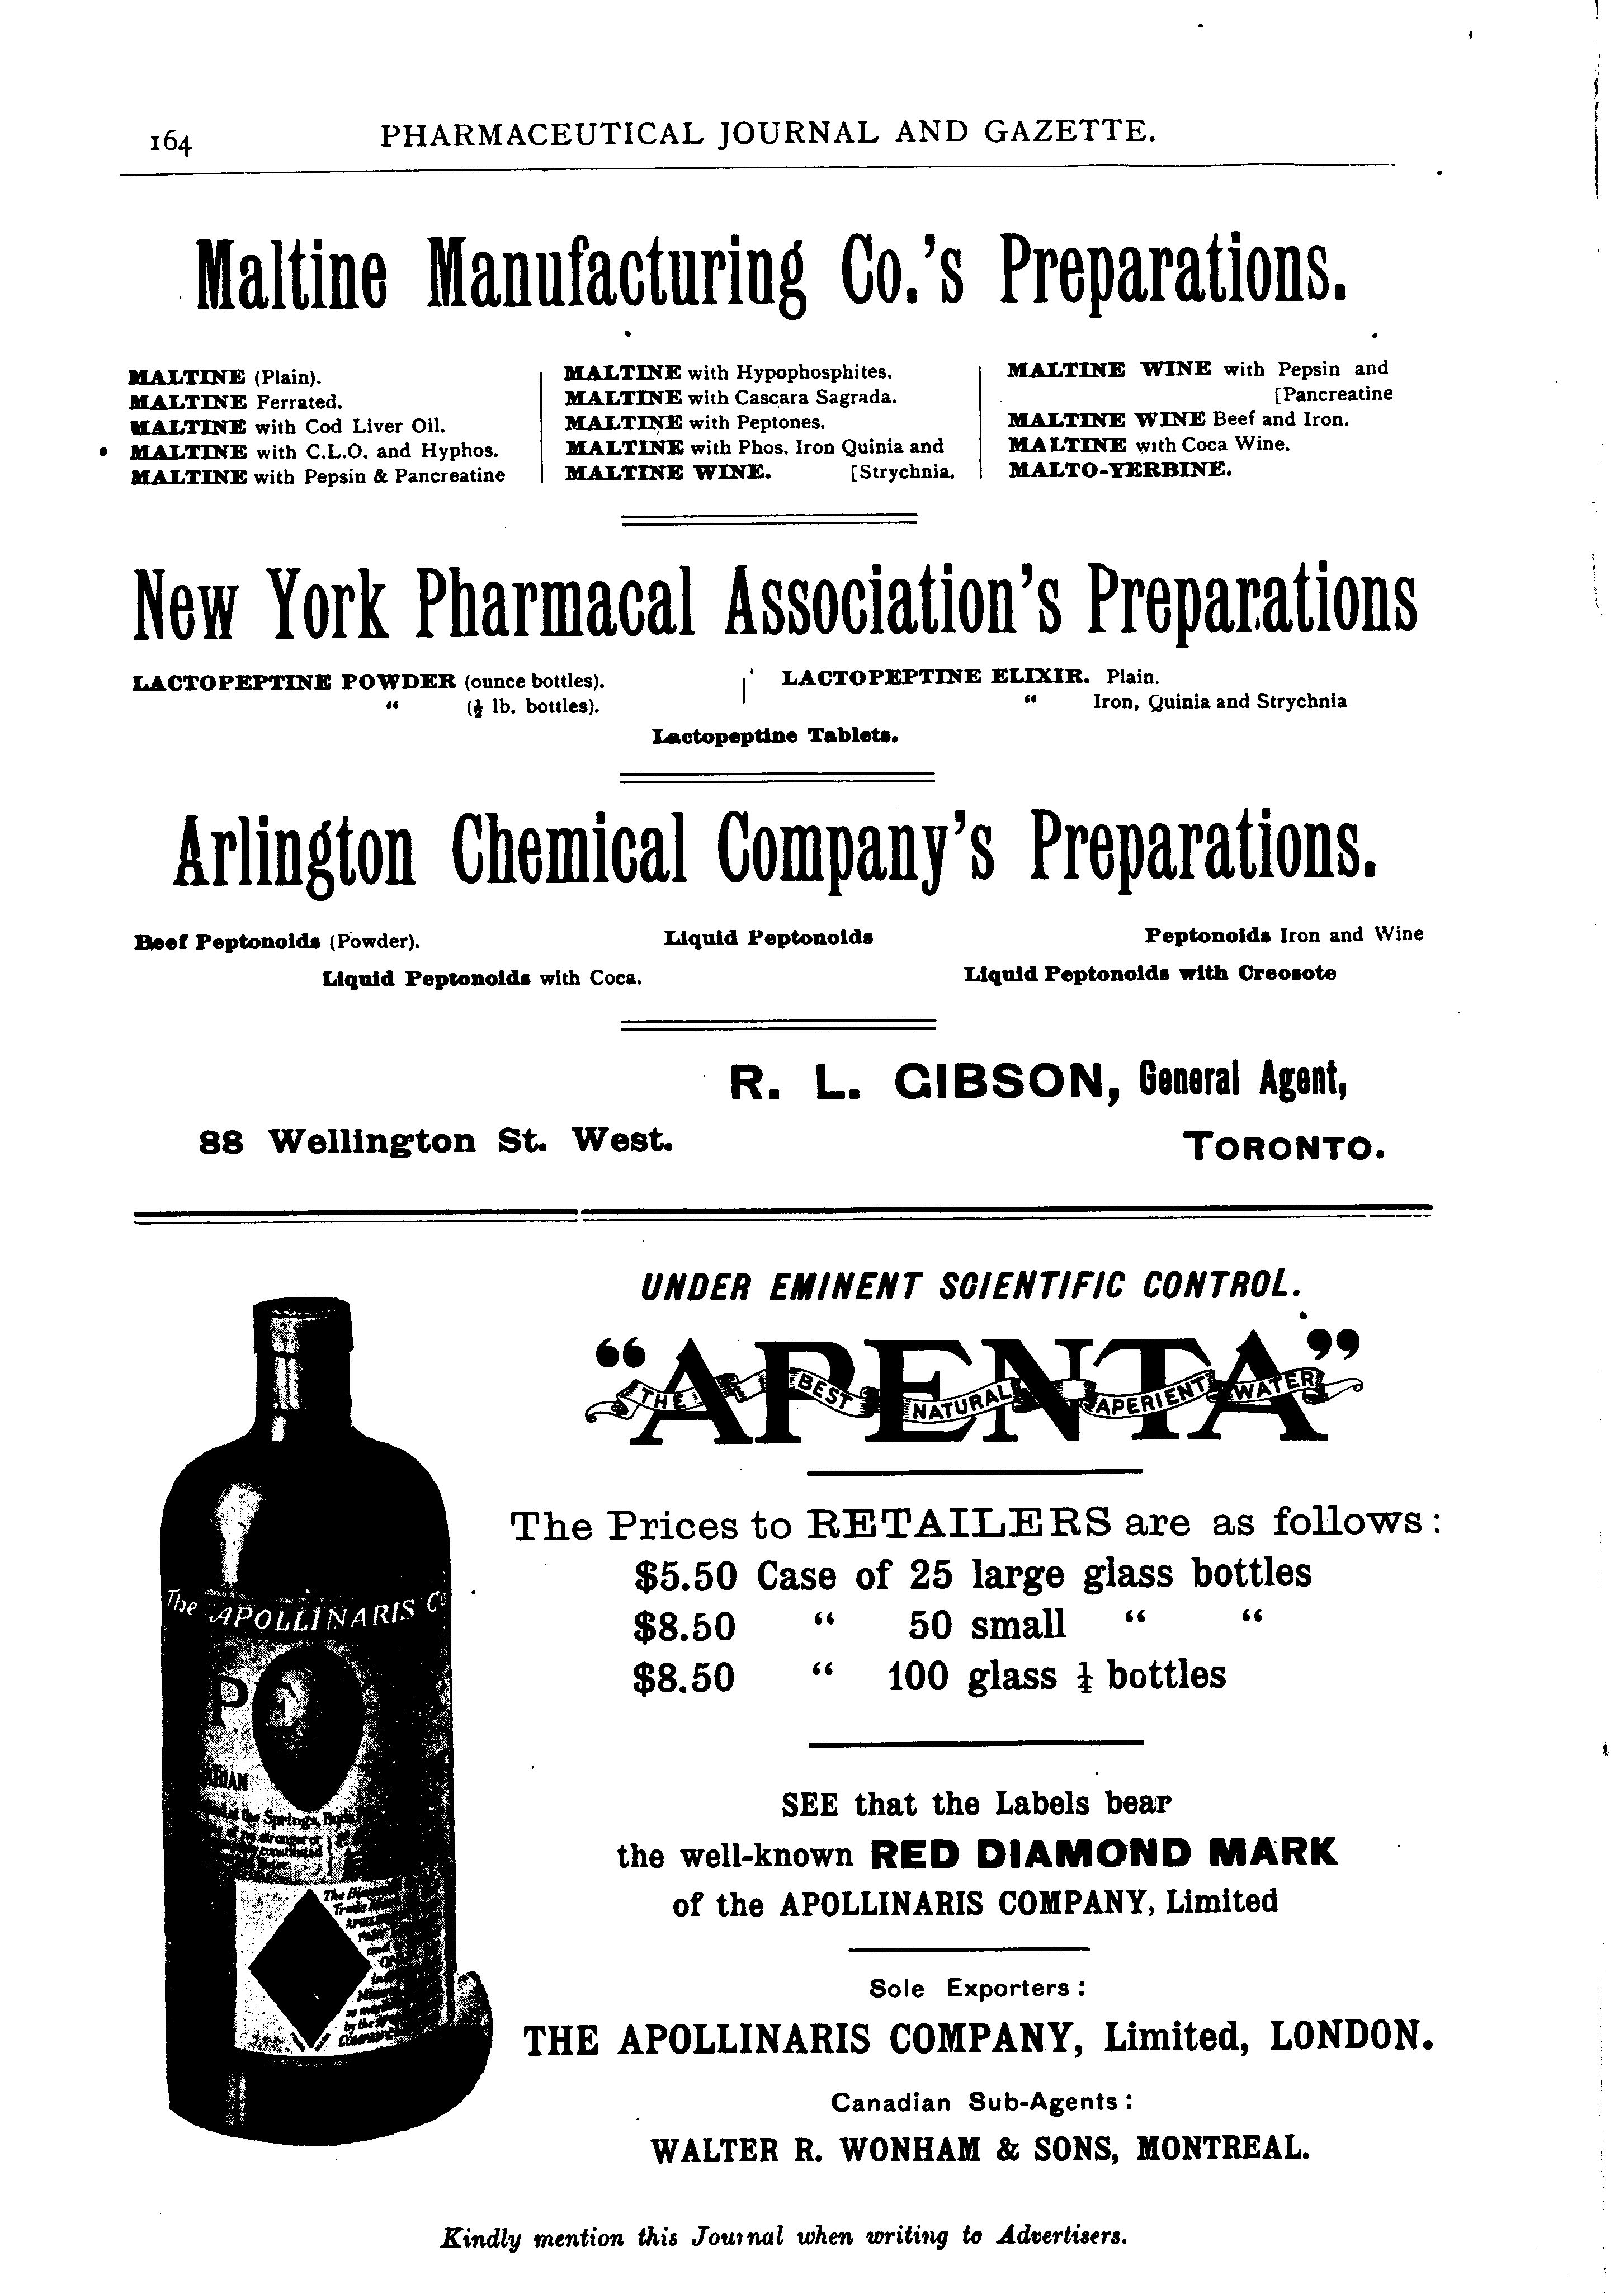 164 PHARMACEUTICAL JOURNAL AND GAZETTE.
Maltine Manufacturing Co.'s Preparations.
MALTINE (Plain).
MALTINE Ferrated.
MALTINE with Cod Liver Oil.
MALTINE with C.L.O. and Hyphos.
MALTINE with Pepsin & Pancreatine
MALTINE with Hypophosphites.
MALTINE with Cascara Sagrada.
MALTINE with Peptones.
MALTINE with Phos. Iron Quinia and
MALTINE WINE. [Strychnia.
MALTINE WINE with Pepsin and
[Pancreatine
MALTINE WINE Beef and Iron.
MALTINE with Coca Wine.
MALTO-YERBINE.
New York Pharmacal Association's Preparations
LACTOPEPTINE POWDER (ounce bottles).
“ (½ lb. bottles).
LACTOPEPTINE ELIXIR. Plain.
“ Iron, Quinia and Strychnia
Lactopeptine Tablets.
Arlington Chemical Company's Preparations.
Beef Peptonoids (Powder). Liquid Peptonoids Peptonoids Iron and Wine
Liquid Peptonoids with Coca. Liquid Peptonoids with Creosote
R. L. GIBSON, General Agent,
88 Wellington St. West. TORONTO.
UNDER EMINENT SCIENTIFIC CONTROL.
“APENTA”
THE BEST NATURAL APERIENT WATER
The Prices to RETAILERS are as follows:
$5.50 Case of 25 large glass bottles
$8.50 “ 50 small “ “
$8.50 “ 100 glass ¼ bottles
The APOLLINARIS Co
P
ARIAN
the Springs,
SEE that the Labels bear
the well-known RED DIAMOND MARK
of the APOLLINARIS COMPANY, Limited
Sole Exporters:
THE APOLLINARIS COMPANY, Limited, LONDON.
Canadian Sub-Agents:
WALTER R. WONHAM & SONS, MONTREAL.
Kindly mention this Journal when writing to Advertisers.